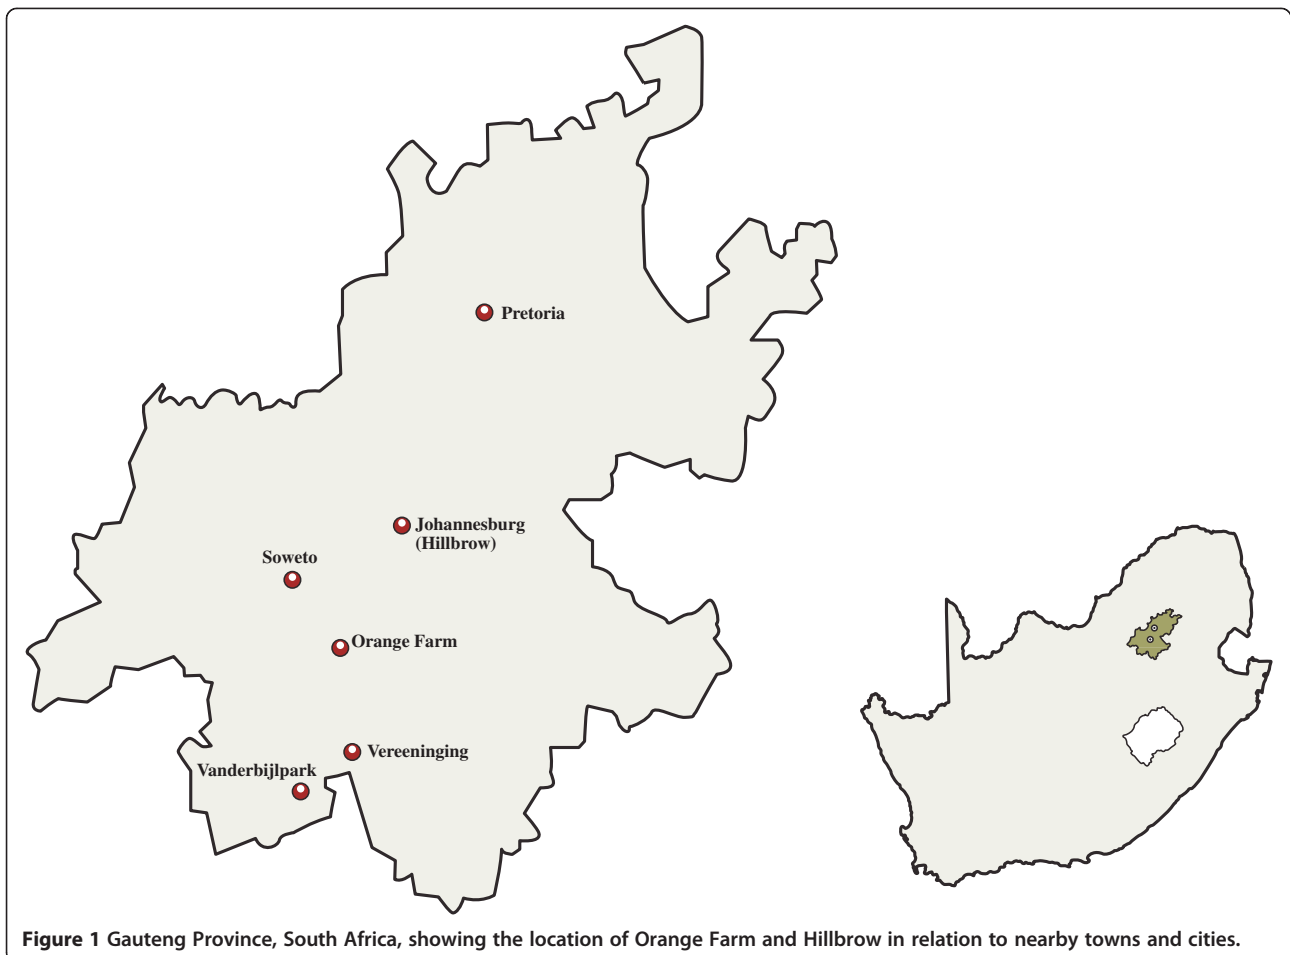 Pretoria
Johannesburg
(Hillbrow)
Soweto
Orange Farm
Vereeninging
Vanderbijlpark
Figure 1 Gauteng Province, South Africa, showing the location of Orange Farm and Hillbrow in relation to nearby towns and cities.